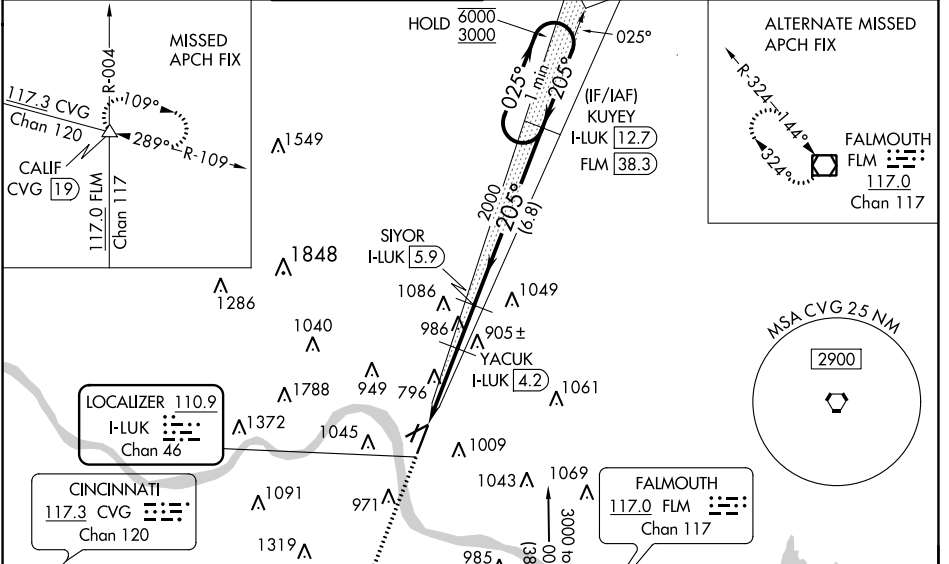 MISSED
APCH FIX
R-004
117.3 CVG
Chan 120
109°
289°
R-109
CALIF
CVG 19
117.0 FLM
Chan 117
HOLD
6000
3000
025°
025°
1 min
205°
(IF/IAF)
KUYEY
I-LUK 12.7
FLM 38.3
2000
205°
(6.8)
ALTERNATE MISSED
APCH FIX
R-324
144°
324°
FALMOUTH
FLM
117.0
Chan 117
1549
1848
1286
SIYOR
I-LUK 5.9
1086
1049
1040
986
905±
YACUK
I-LUK 4.2
949
796
1788
1061
MSA CVG 25 NM
2900
LOCALIZER 110.9
I-LUK
Chan 46
1372
1045
1009
CINCINNATI
117.3 CVG
Chan 120
1091
971
1043
1069
FALMOUTH
117.0 FLM
Chan 117
1319
985
3000 to